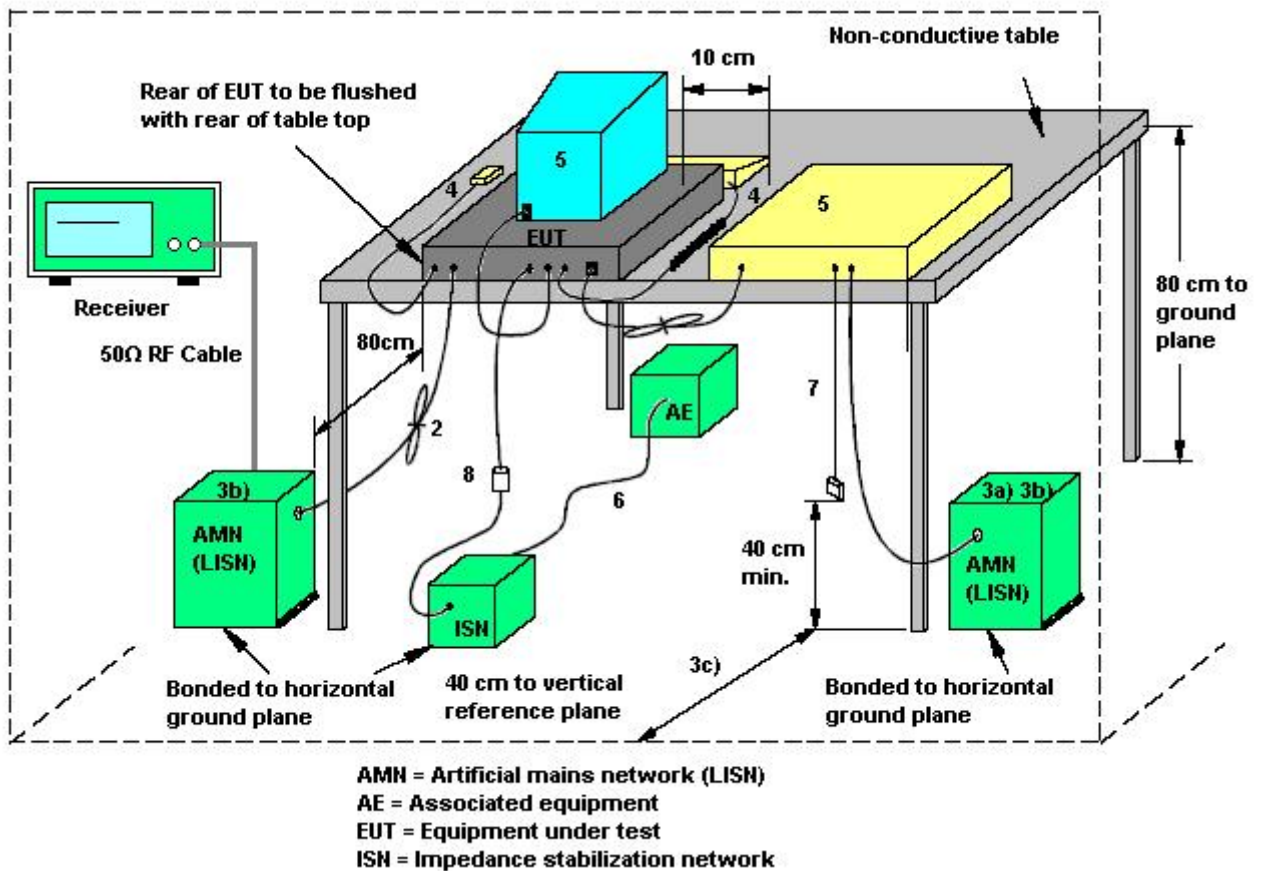 Non-conductive table
10 cm
Rear of EUT to be flushed
with rear of table top
5
4
4
5
EUT
Receiver
80 cm to
ground
plane
50Ω RF Cable
80cm
7
AE
2
8
6
3b)
AMN
(LISN)
3a) 3b)
AMN
(LISN)
40 cm
min.
ISN
3c)
Bonded to horizontal
ground plane
40 cm to vertical
reference plane
Bonded to horizontal
ground plane
AMN = Artificial mains network (LISN)
AE = Associated equipment
EUT = Equipment under test
ISN = Impedance stabilization network